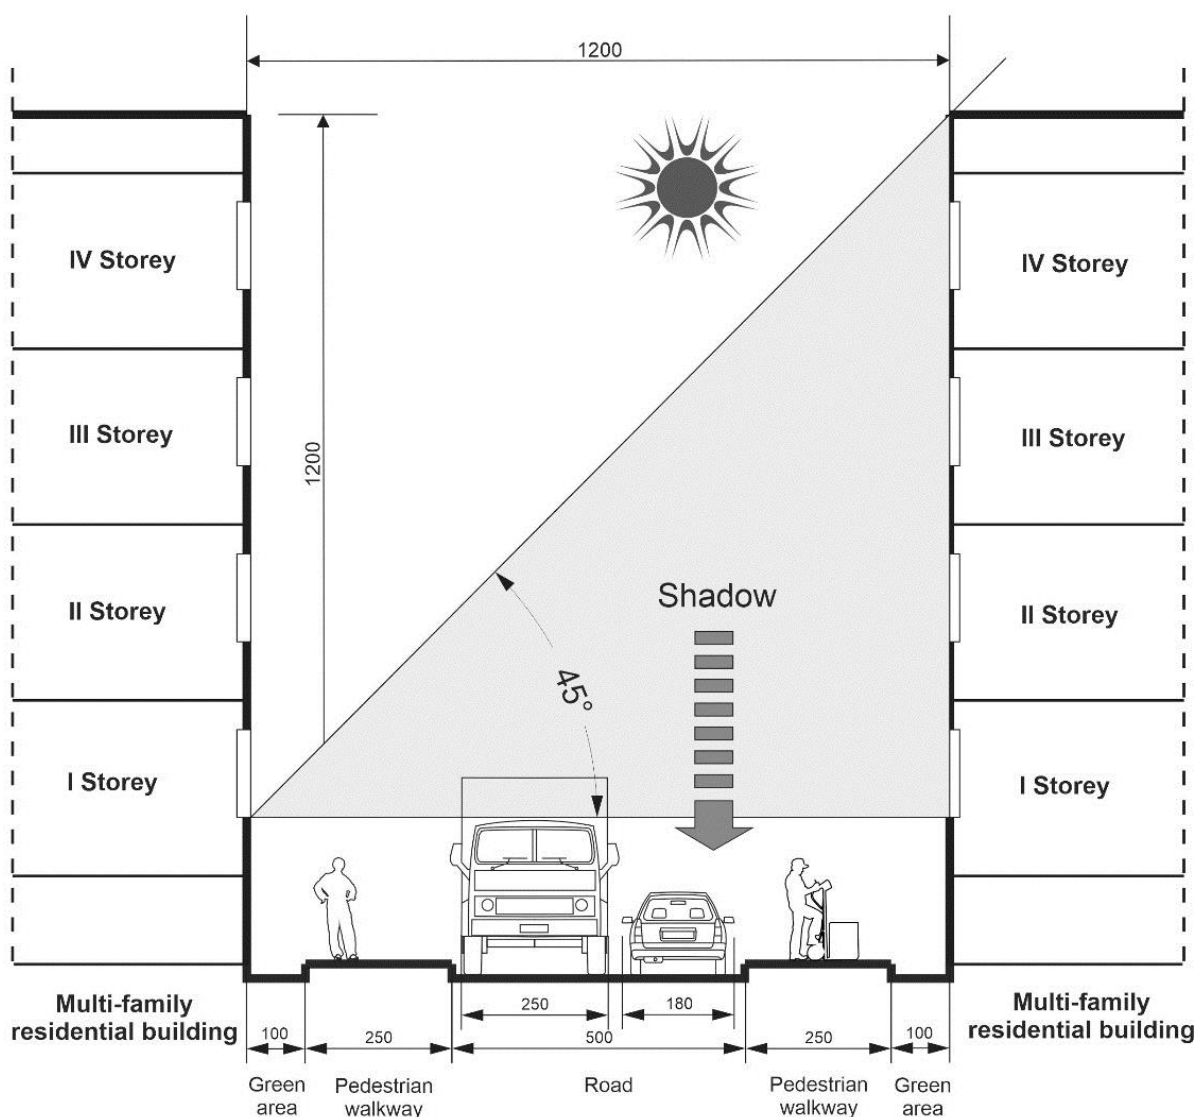 1200
IV Storey
IV Storey
III Storey
III Storey
1200
Shadow
II Storey
II Storey
45°
I Storey
I Storey
Multi-family
residential building
Multi-family
residential building
250
180
100
250
500
250
100
Green
area
Pedestrian
walkway
Road
Pedestrian
walkway
Green
area